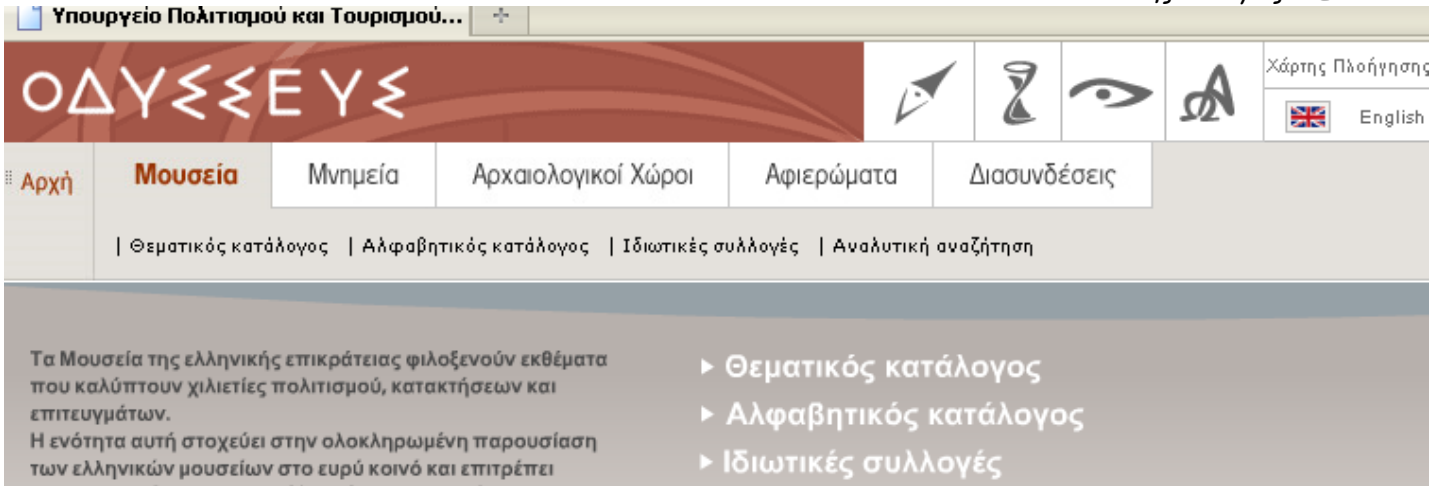 Υπουργείο Πολιτισμού και Τουρισμού...
ΟΔΥΣΣΕΥΣ
Χάρτης Πλοήγησης
English
Αρχή
Μουσεία
Μνημεία
Αρχαιολογικοί Χώροι
Αφιερώματα
Διασυνδέσεις
| Θεματικός κατάλογος | Αλφαβητικός κατάλογος | Ιδιωτικές συλλογές | Αναλυτική αναζήτηση
Τα Μουσεία της ελληνικής επικράτειας φιλοξενούν εκθέματα
που καλύπτουν χιλιετίες πολιτισμού, κατακτήσεων και
επιτευγμάτων.
Η ενότητα αυτή στοχεύει στην ολοκληρωμένη παρουσίαση
των ελληνικών μουσείων στο ευρύ κοινό και επιτρέπει
Θεματικός κατάλογος
Αλφαβητικός κατάλογος
Ιδιωτικές συλλογές